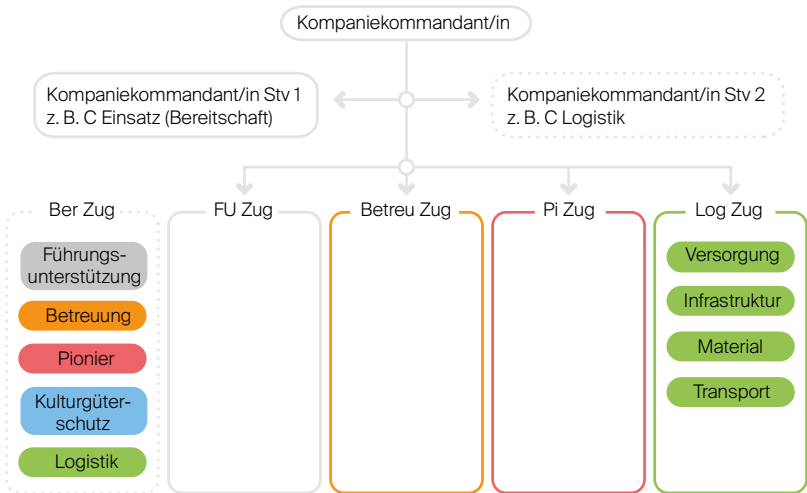 Kompaniekommandant/in
Kompaniekommandant/in Stv 1
z. B. C Einsatz (Bereitschaft)
Kompaniekommandant/in Stv 2
z. B. C Logistik
Ber Zug
Führungs-
unterstützung
Betreuung
Pionier
Kulturgüter-
schutz
Logistik
FU Zug
Betreu Zug
Pi Zug
Log Zug
Versorgung
Infrastruktur
Material
Transport